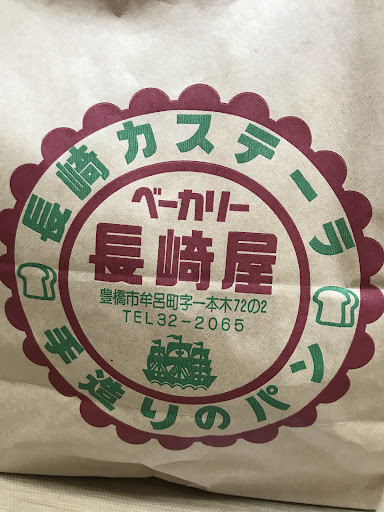 長崎カステーラ
ベーカリー
長崎屋
豊橋市牟呂町字一本木72の2
TEL32-2065
手造りのパン